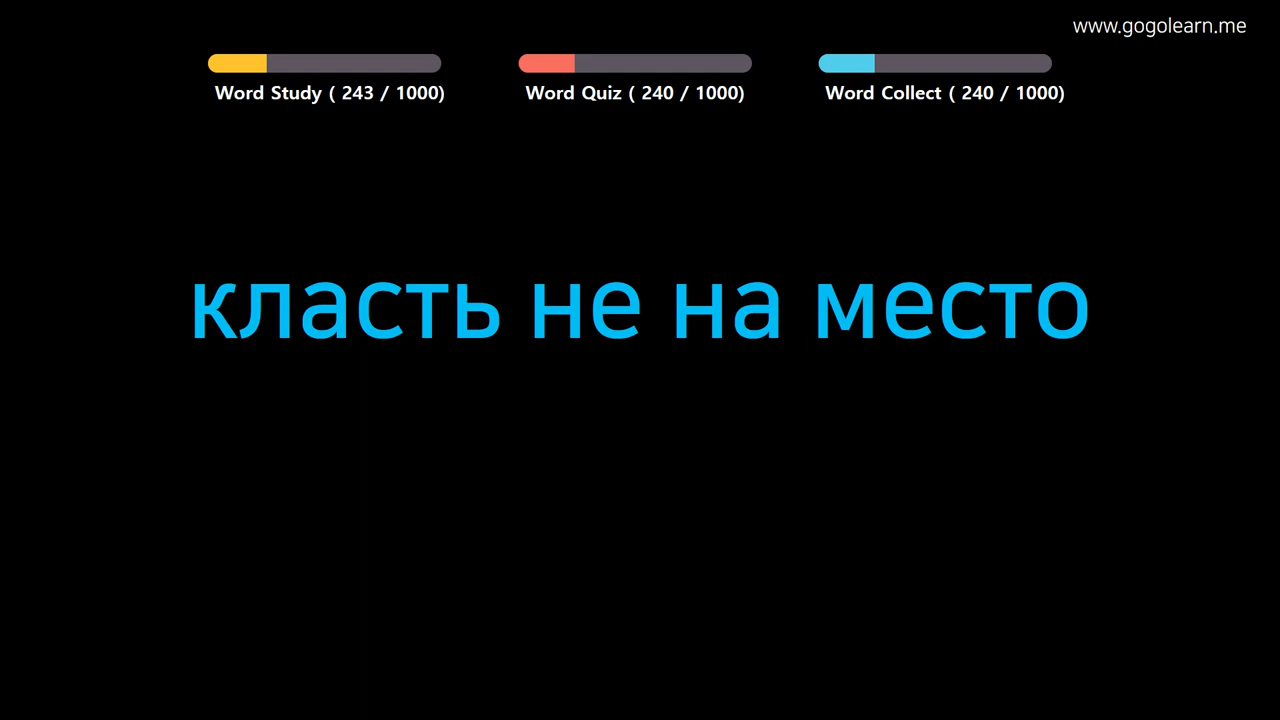 www.gogolearn.me
Word Study ( 243 / 1000)
Word Quiz ( 240 / 1000)
Word Collect ( 240 / 1000)
класть не на место